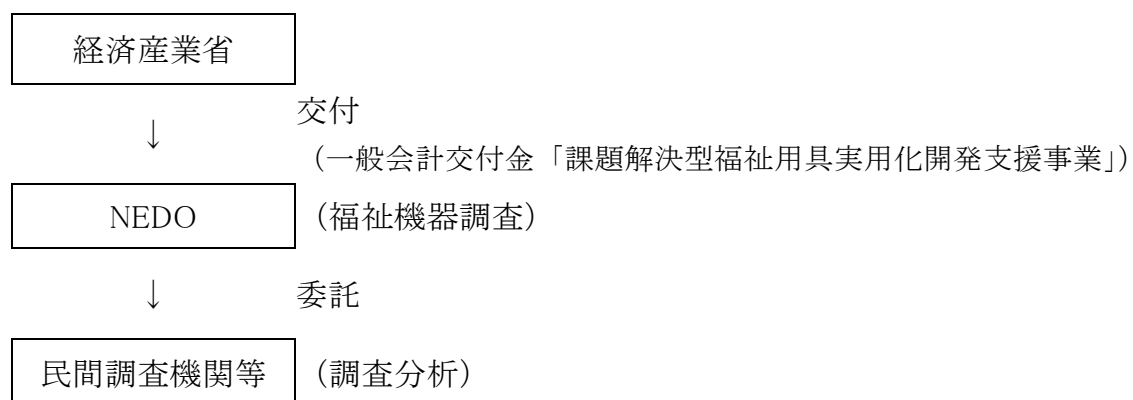 経済産業省
↓ 交付
（一般会計交付金「課題解決型福祉用具実用化開発支援事業」）
NEDO （福祉機器調査）
↓ 委託
民間調査機関等 （調査分析）